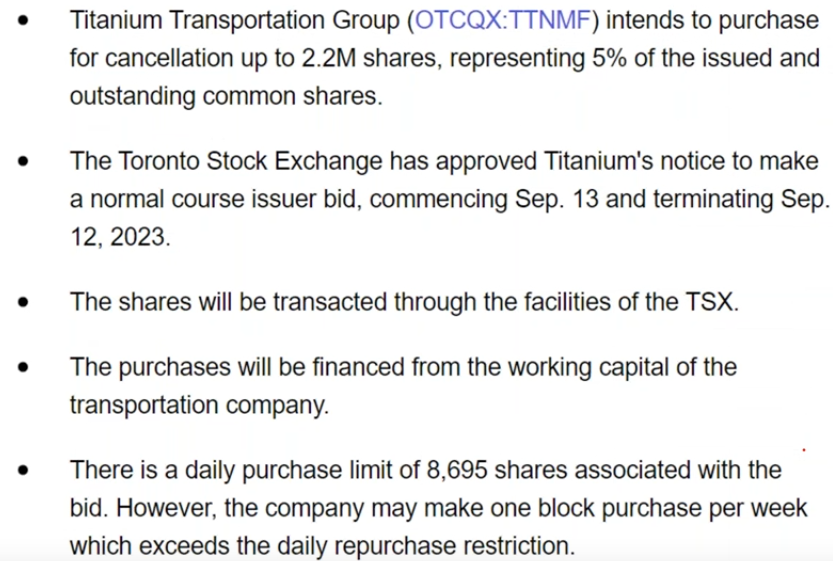 • Titanium Transportation Group (OTCQX:TTNMF) intends to purchase
for cancellation up to 2.2M shares, representing 5% of the issued and
outstanding common shares.
• The Toronto Stock Exchange has approved Titanium's notice to make
a normal course issuer bid, commencing Sep. 13 and terminating Sep.
12, 2023.
• The shares will be transacted through the facilities of the TSX.
• The purchases will be financed from the working capital of the
transportation company.
• There is a daily purchase limit of 8,695 shares associated with the
bid. However, the company may make one block purchase per week
which exceeds the daily repurchase restriction.